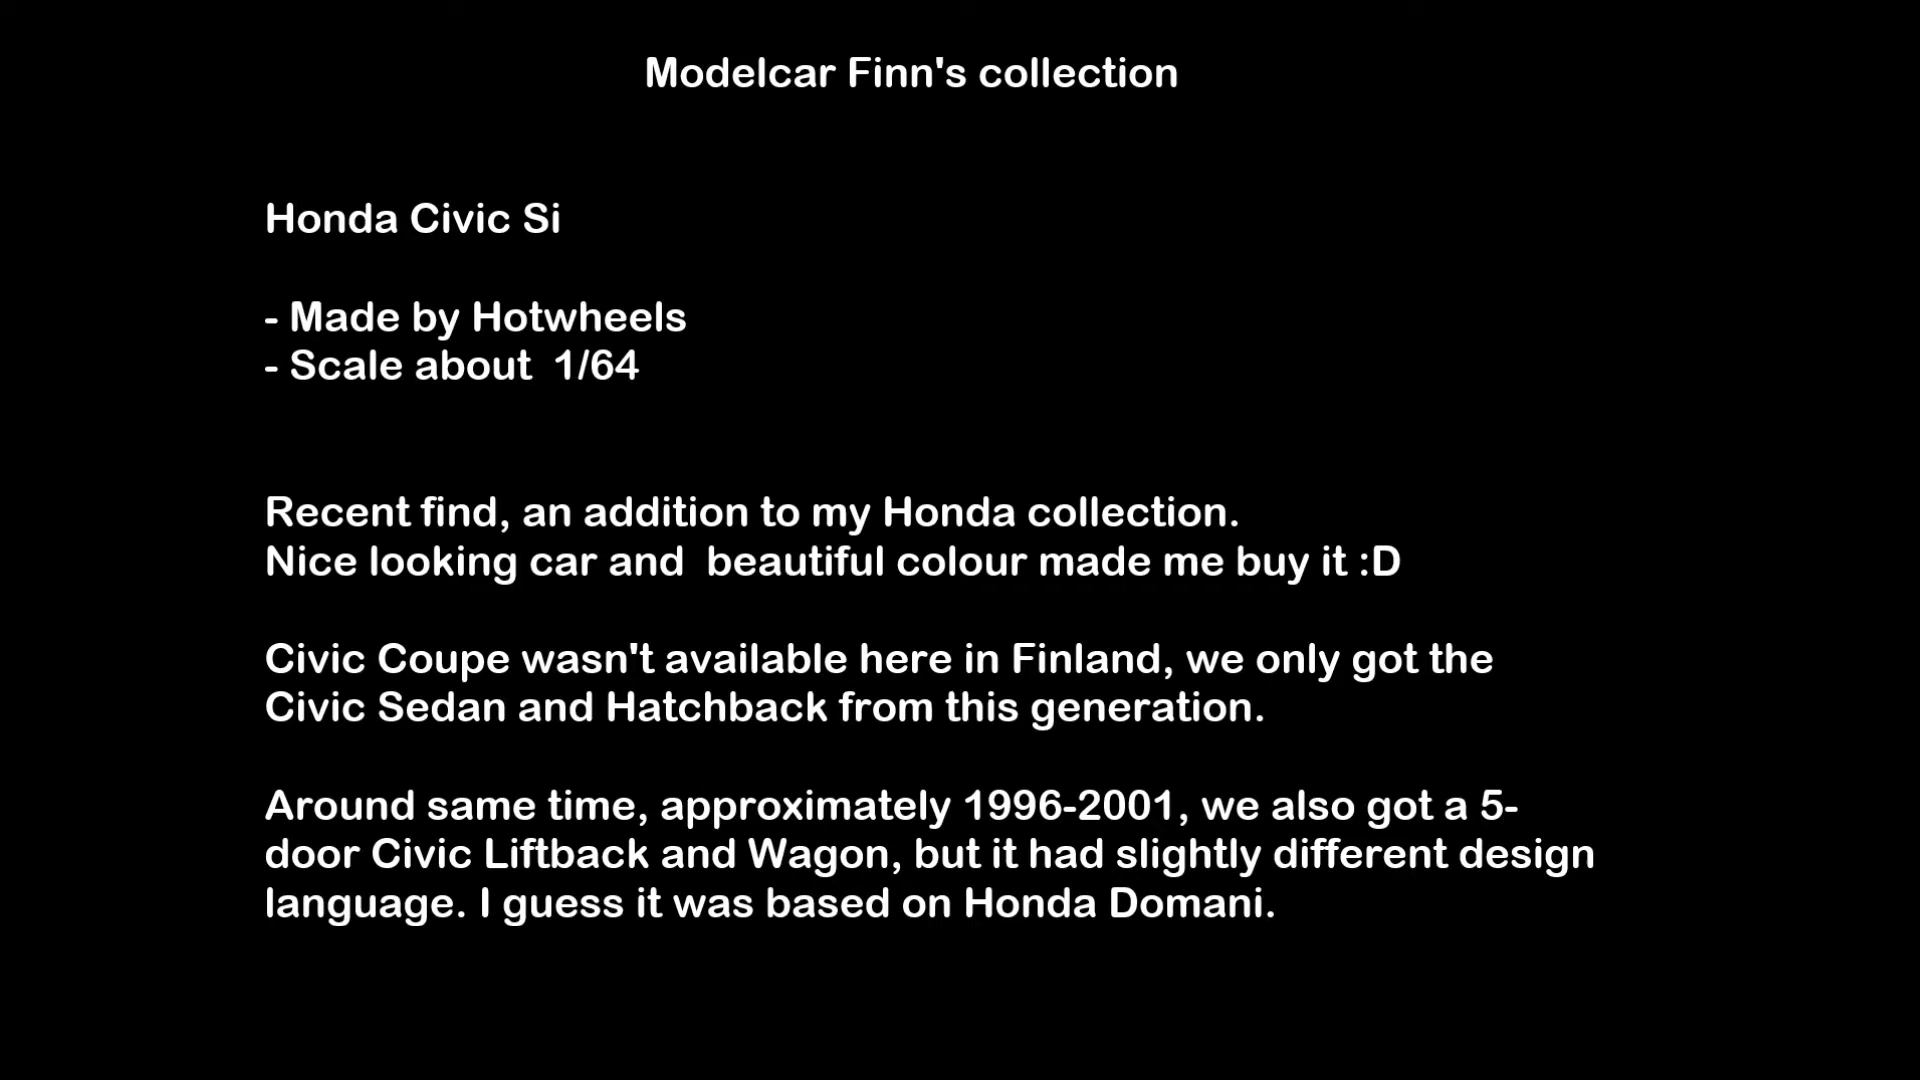 Modelcar Finn's collection
Honda Civic Si
- Made by Hotwheels
- Scale about  1/64
Recent find, an addition to my Honda collection.
Nice looking car and  beautiful colour made me buy it :D
Civic Coupe wasn't available here in Finland, we only got the
Civic Sedan and Hatchback from this generation.
Around same time, approximately 1996-2001, we also got a 5-
door Civic Liftback and Wagon, but it had slightly different design
language. I guess it was based on Honda Domani.